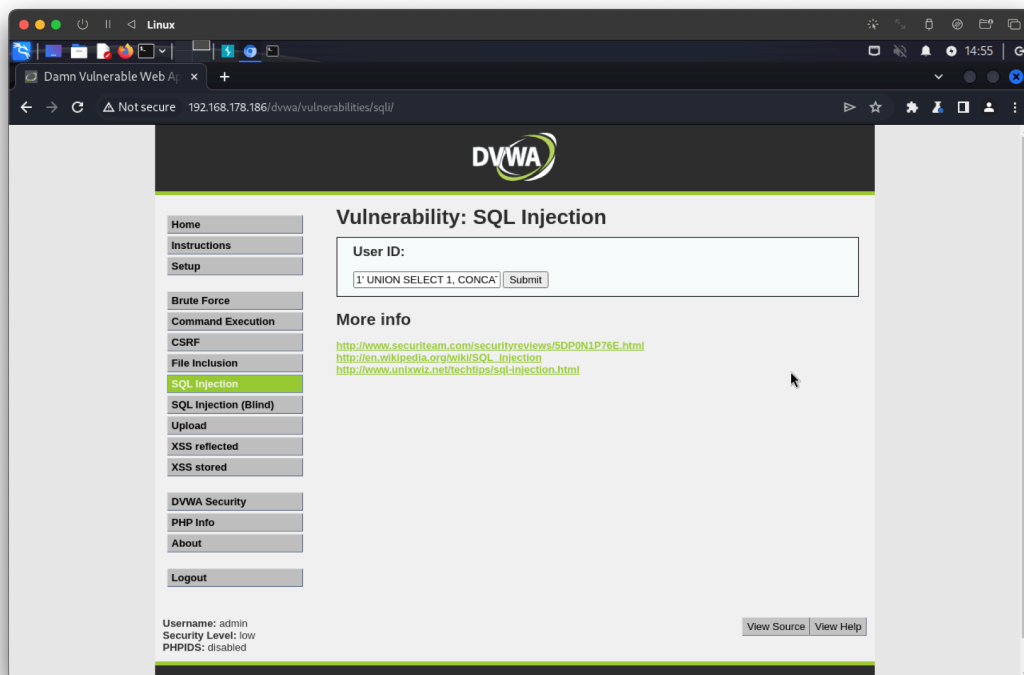 Linux
14:55
Damn Vulnerable Web Ap
Not secure 192.168.178.186/dvwa/vulnerabilities/sqli/
DVWA
Home
Instructions
Setup
Brute Force
Command Execution
CSRF
File Inclusion
SQL Injection
SQL Injection (Blind)
Upload
XSS reflected
XSS stored
DVWA Security
PHP Info
About
Logout
Vulnerability: SQL Injection
User ID:
1' UNION SELECT 1, CONCAT Submit
More info
http://www.securiteam.com/securityreviews/5DP0N1P76E.html
http://en.wikipedia.org/wiki/SQL_injection
http://www.unixwiz.net/techtips/sql-injection.html
Username: admin
Security Level: low
PHPIDS: disabled
View Source View Help